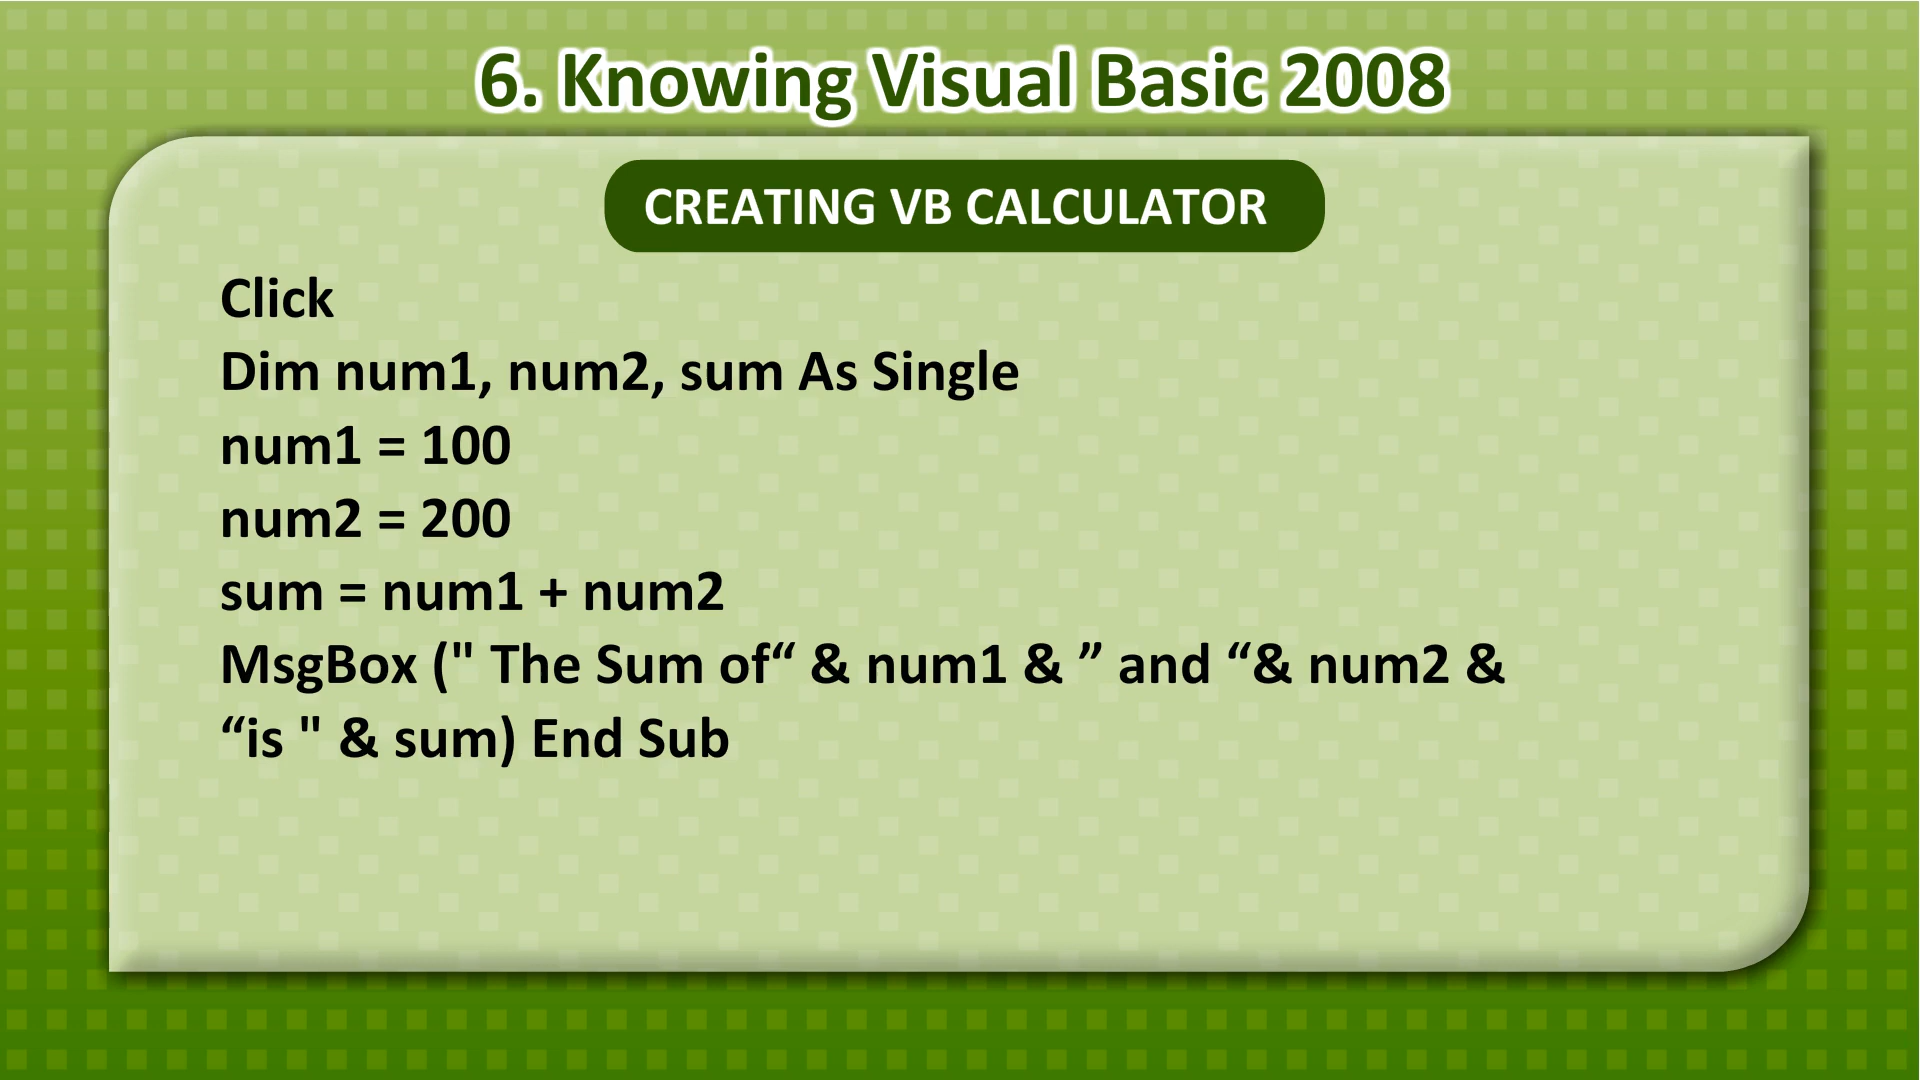 6. Knowing Visual Basic 2008
CREATING VB CALCULATOR
Click
Dim num1, num2, sum As Single
num1 = 100
num2 = 200
sum = num1 + num2
MsgBox (" The Sum of“ & num1 & ” and “& num2 &
“is " & sum) End Sub